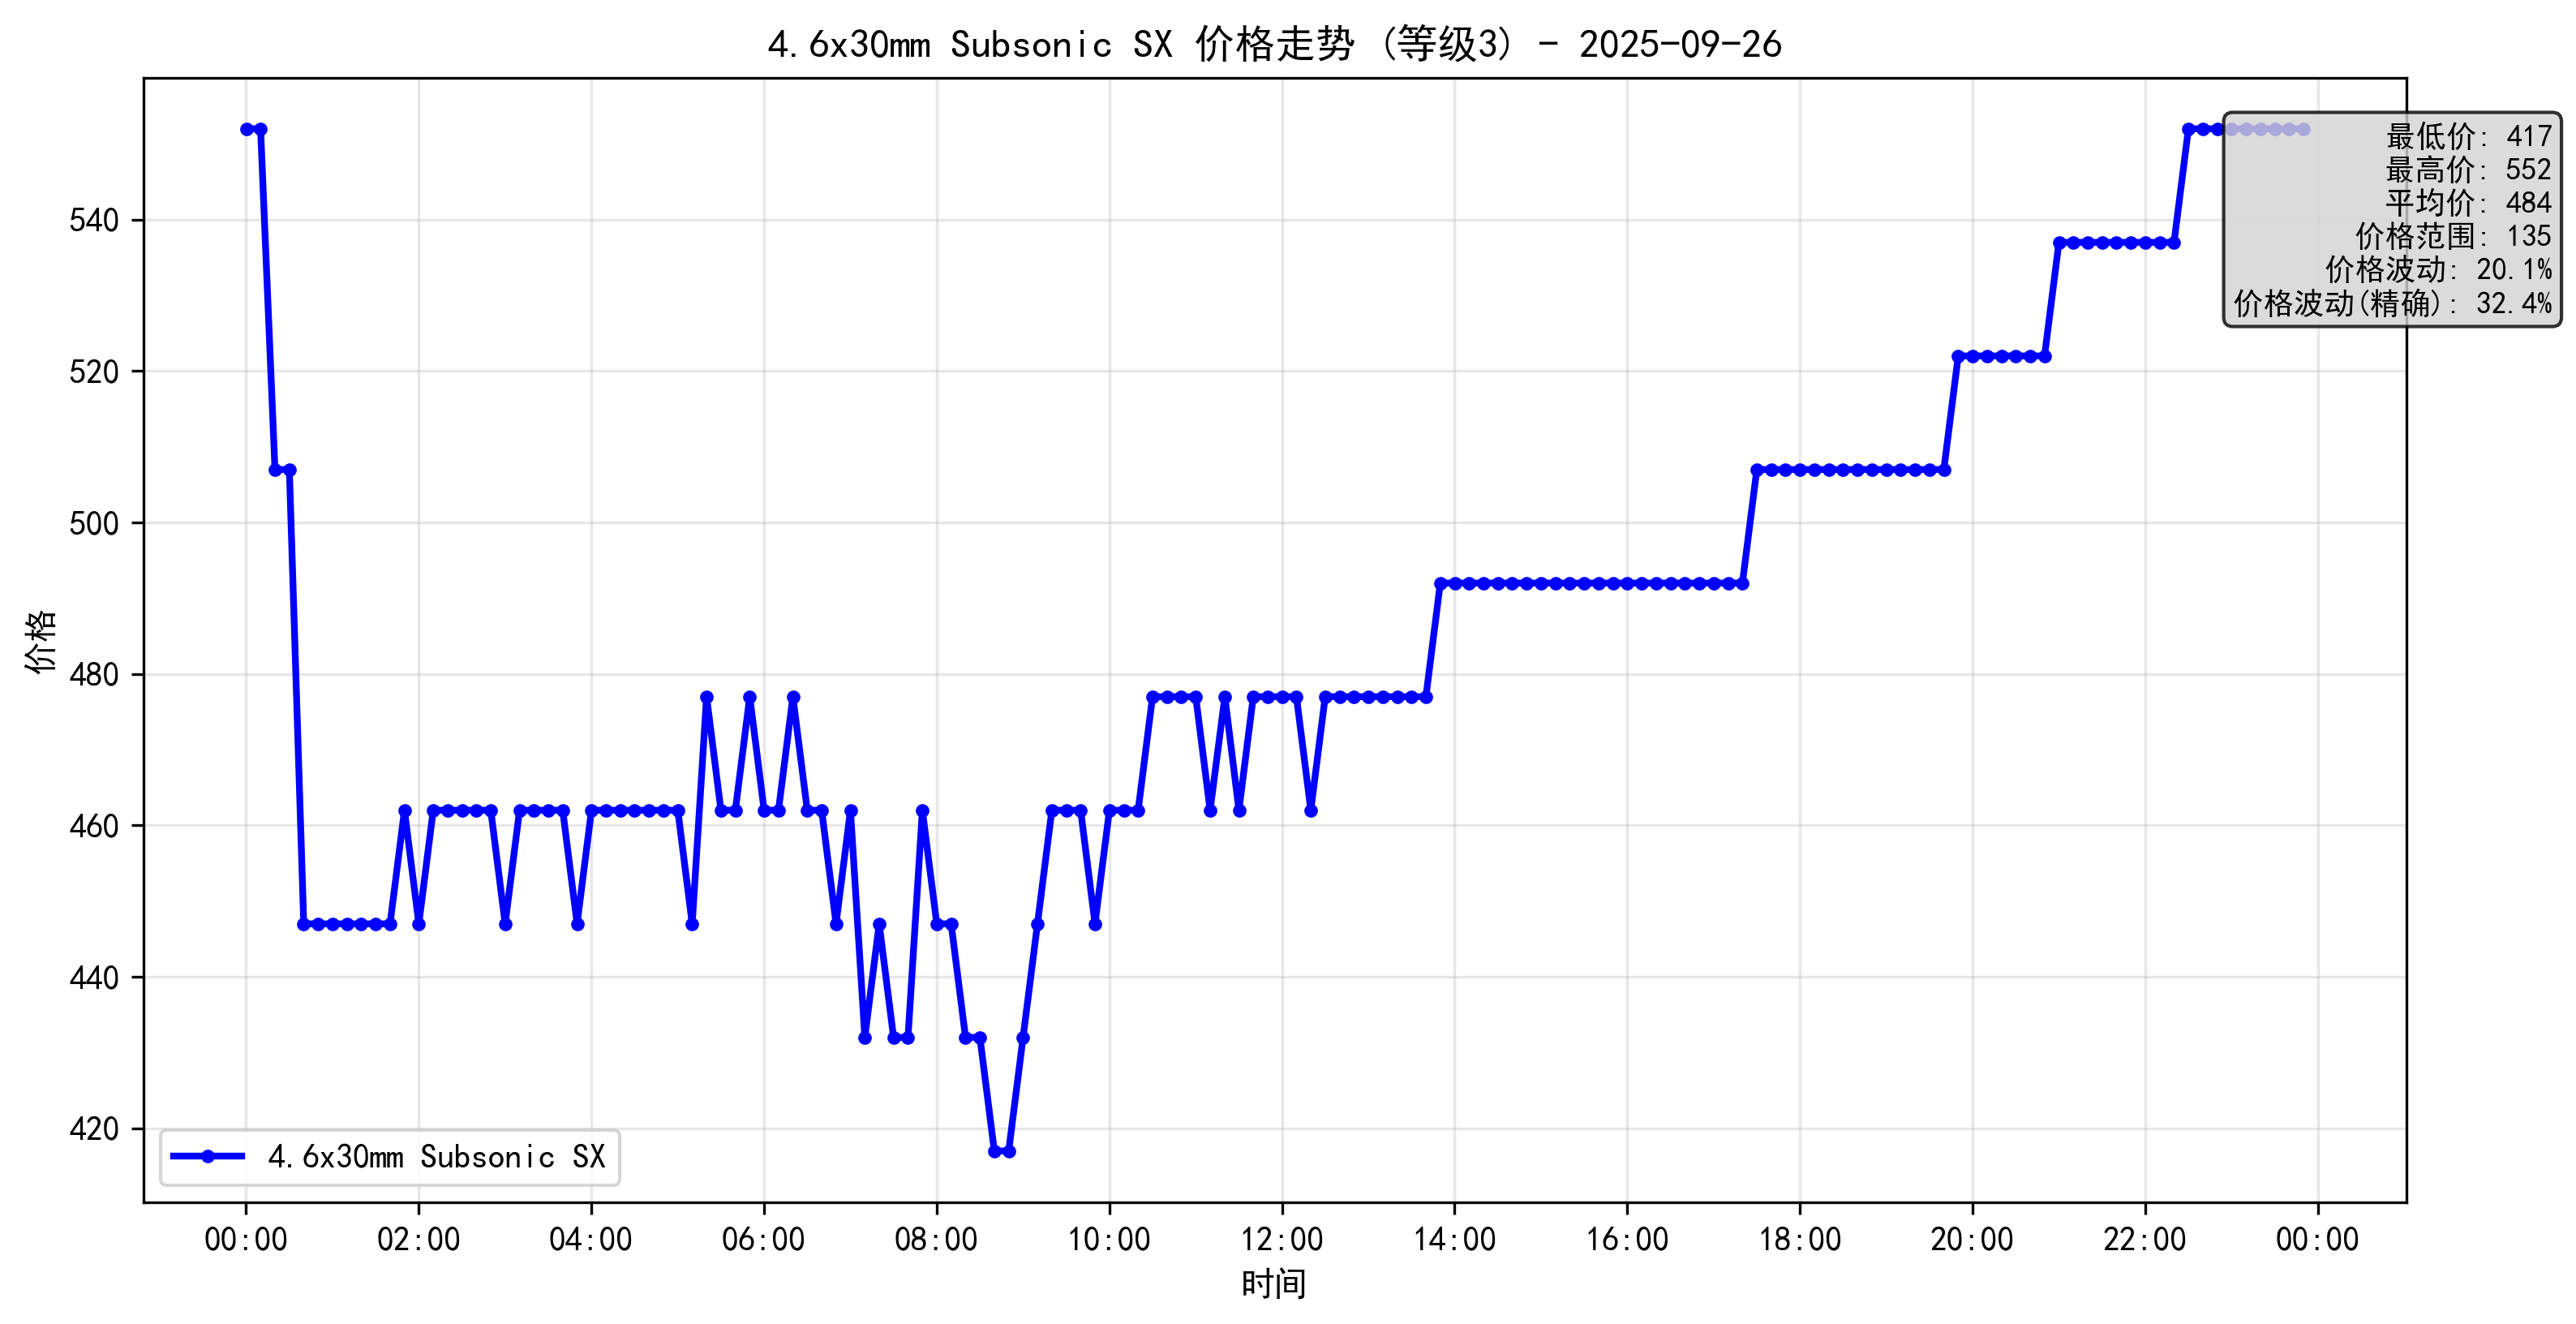 4.6x30mm Subsonic SX 价格走势 (等级3) - 2025-09-26
最低价: 417
最高价: 552
平均价: 484
价格范围: 135
价格波动: 20.1%
价格波动(精确): 32.4%
价格
540
520
500
480
460
440
420
4.6x30mm Subsonic SX
00:00 02:00 04:00 06:00 08:00 10:00 12:00 14:00 16:00 18:00 20:00 22:00 00:00
时间